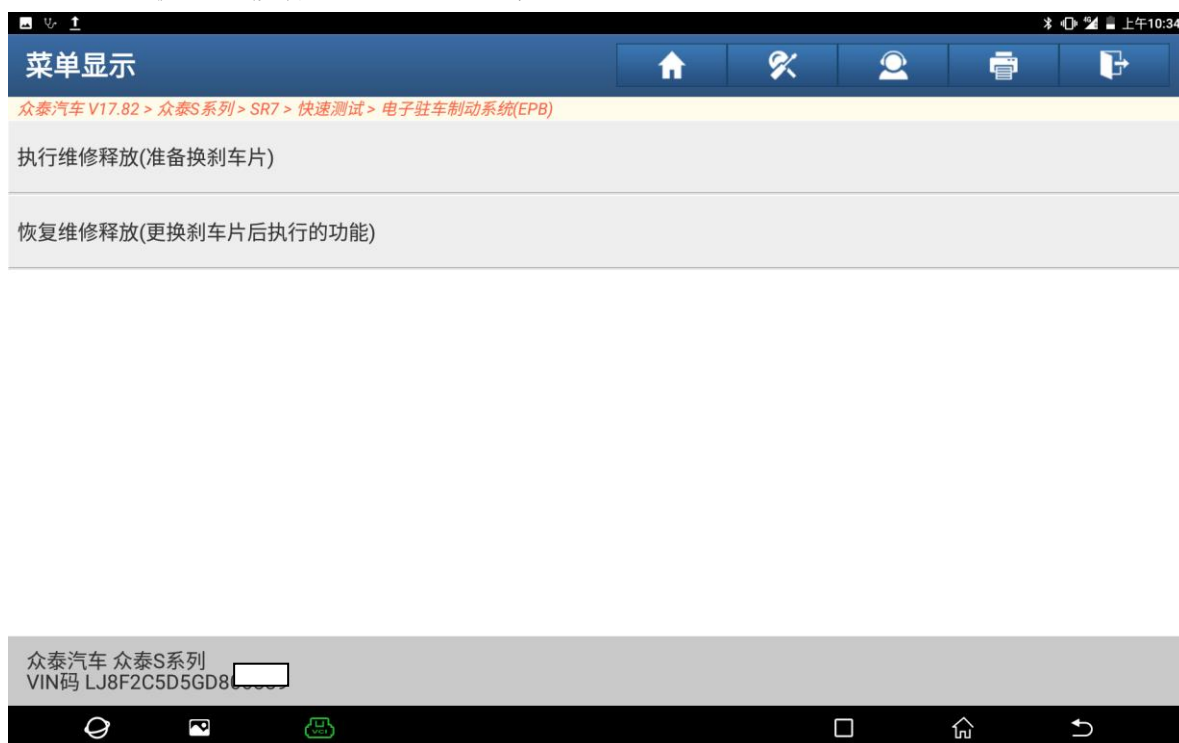 4G 上午10:34
菜单显示
众泰汽车 V17.82 > 众泰S系列 > SR7 > 快速测试 > 电子驻车制动系统(EPB)
执行维修释放(准备换刹车片)
恢复维修释放(更换刹车片后执行的功能)
众泰汽车 众泰S系列
VIN码 LJ8F2C5D5GD8
VCI